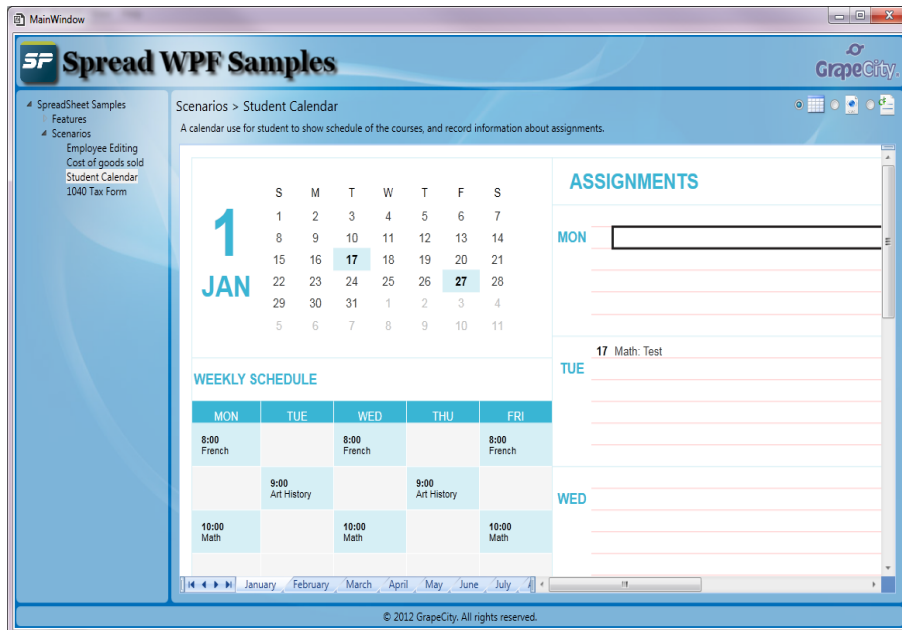 MainWindow
SP Spread WPF Samples
GrapeCity.
SpreadSheet Samples
Features
Scenarios
Employee Editing
Cost of goods sold
Student Calendar
1040 Tax Form
Scenarios > Student Calendar
A calendar use for student to show schedule of the courses, and record information about assignments.
1
JAN
S M T W T F S
1 2 3 4 5 6 7
8 9 10 11 12 13 14
15 16 17 18 19 20 21
22 23 24 25 26 27 28
29 30 31 1 2 3 4
5 6 7 8 9 10 11
ASSIGNMENTS
MON
17 Math: Test
TUE
WED
WEEKLY SCHEDULE
MON TUE WED THU FRI
8:00 8:00 8:00
French French French
9:00 9:00
Art History Art History
10:00 10:00 10:00
Math Math Math
January February March April May June July
© 2012 GrapeCity. All rights reserved.